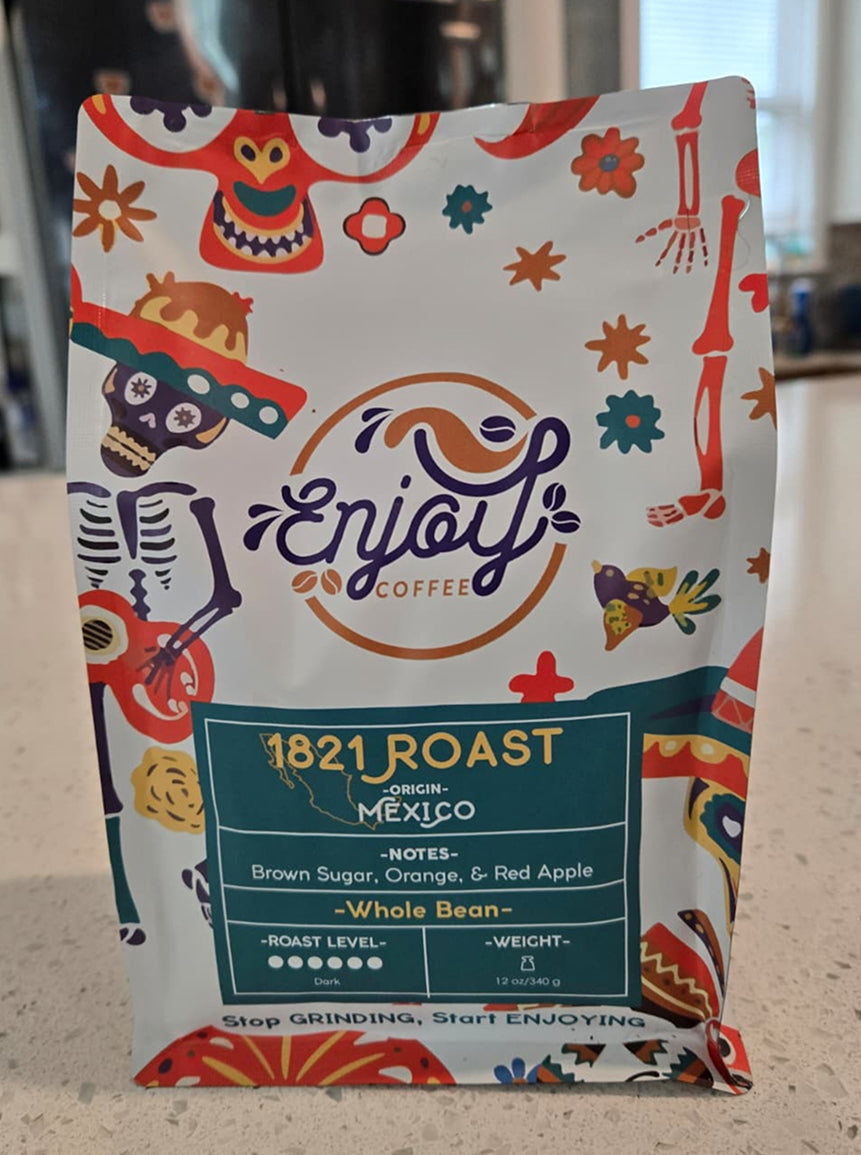 Enjoy
COFFEE
1821 ROAST
-ORIGIN-
MEXICO
-NOTES-
Brown Sugar, Orange, & Red Apple
-Whole Bean-
-ROAST LEVEL-
Dark
-WEIGHT-
12 oz/340 g
Stop GRINDING, Start ENJOYING